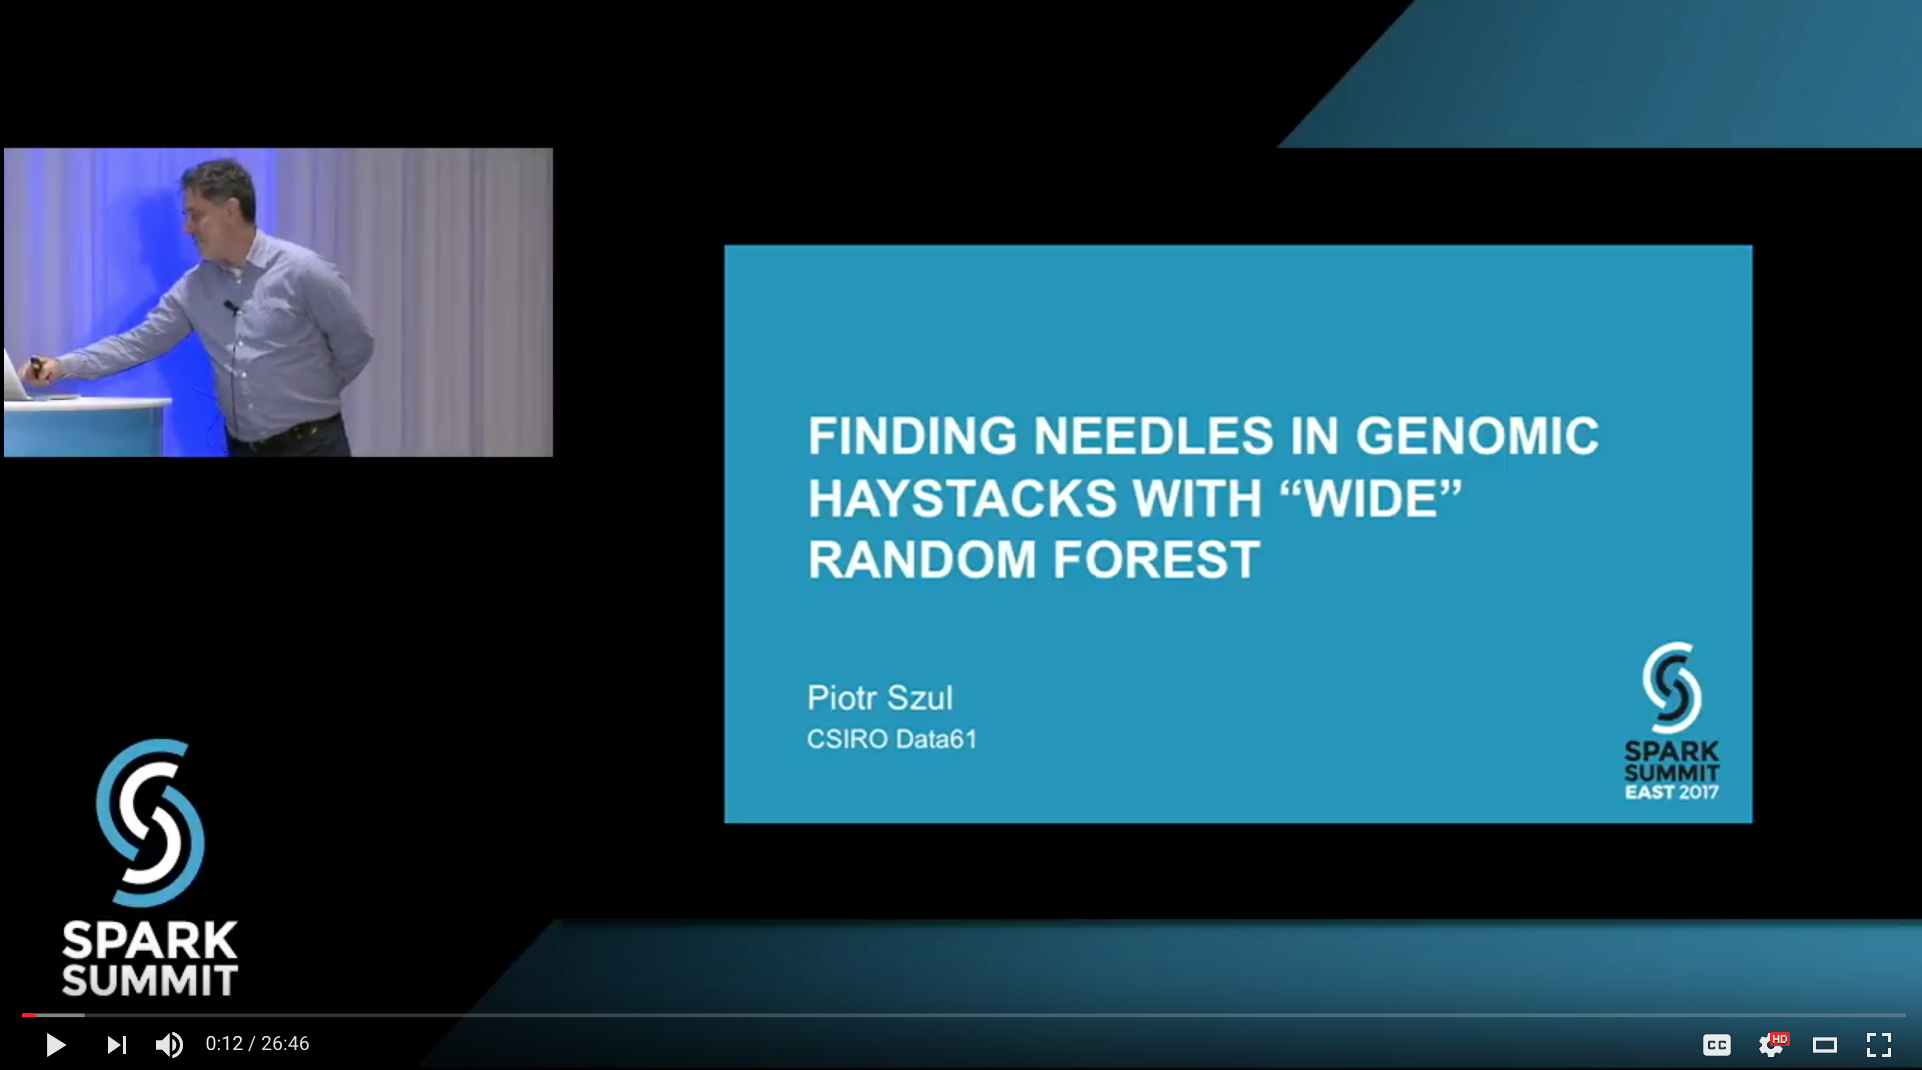 FINDING NEEDLES IN GENOMIC
HAYSTACKS WITH “WIDE”
RANDOM FOREST
Piotr Szul
CSIRO Data61
SPARK
SUMMIT
EAST 2017
SPARK
SUMMIT
0:12 / 26:46
CC
HD